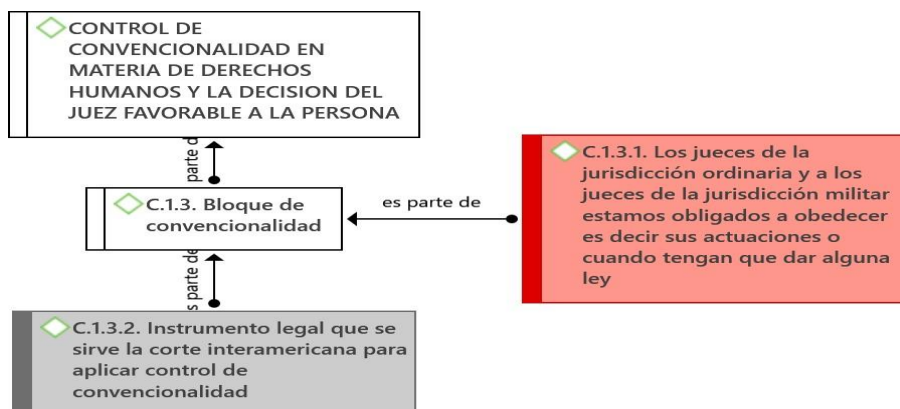 CONTROL DE
CONVENCIONALIDAD EN
MATERIA DE DERECHOS
HUMANOS Y LA DECISION DEL
JUEZ FAVORABLE A LA PERSONA
parte d
C.1.3. Bloque de
convencionalidad
es parte de
C.1.3.1. Los jueces de la
jurisdicción ordinaria y a los
jueces de la jurisdicción militar
estamos obligados a obedecer
es decir sus actuaciones o
cuando tengan que dar alguna
ley
s parte de
C.1.3.2. Instrumento legal que se
sirve la corte interamericana para
aplicar control de
convencionalidad